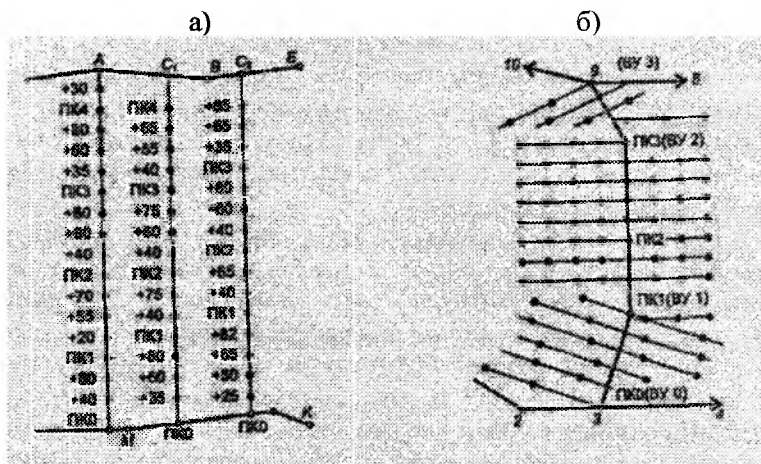 а) б)
A C₁ B C₂
+30
ПК4
+80
+60
+35
ПК3
+80
+60
+40
ПК2
+70
+55
+20
ПК1
+80
+40
ПК0
ПК4
+85
+55
+40
ПК3
+75
+60
+40
ПК2
+75
+40
ПК1
+80
+60
+35
ПК0
+85
+65
+35
ПК3
+80
+60
+40
ПК2
+65
+40
ПК1
+82
+65
+50
+25
ПК0
10 9 (ВУ 3) 8
ПК3(ВУ 2)
ПК2
ПК1(ВУ 1)
ПК0(ВУ 0)
2 3